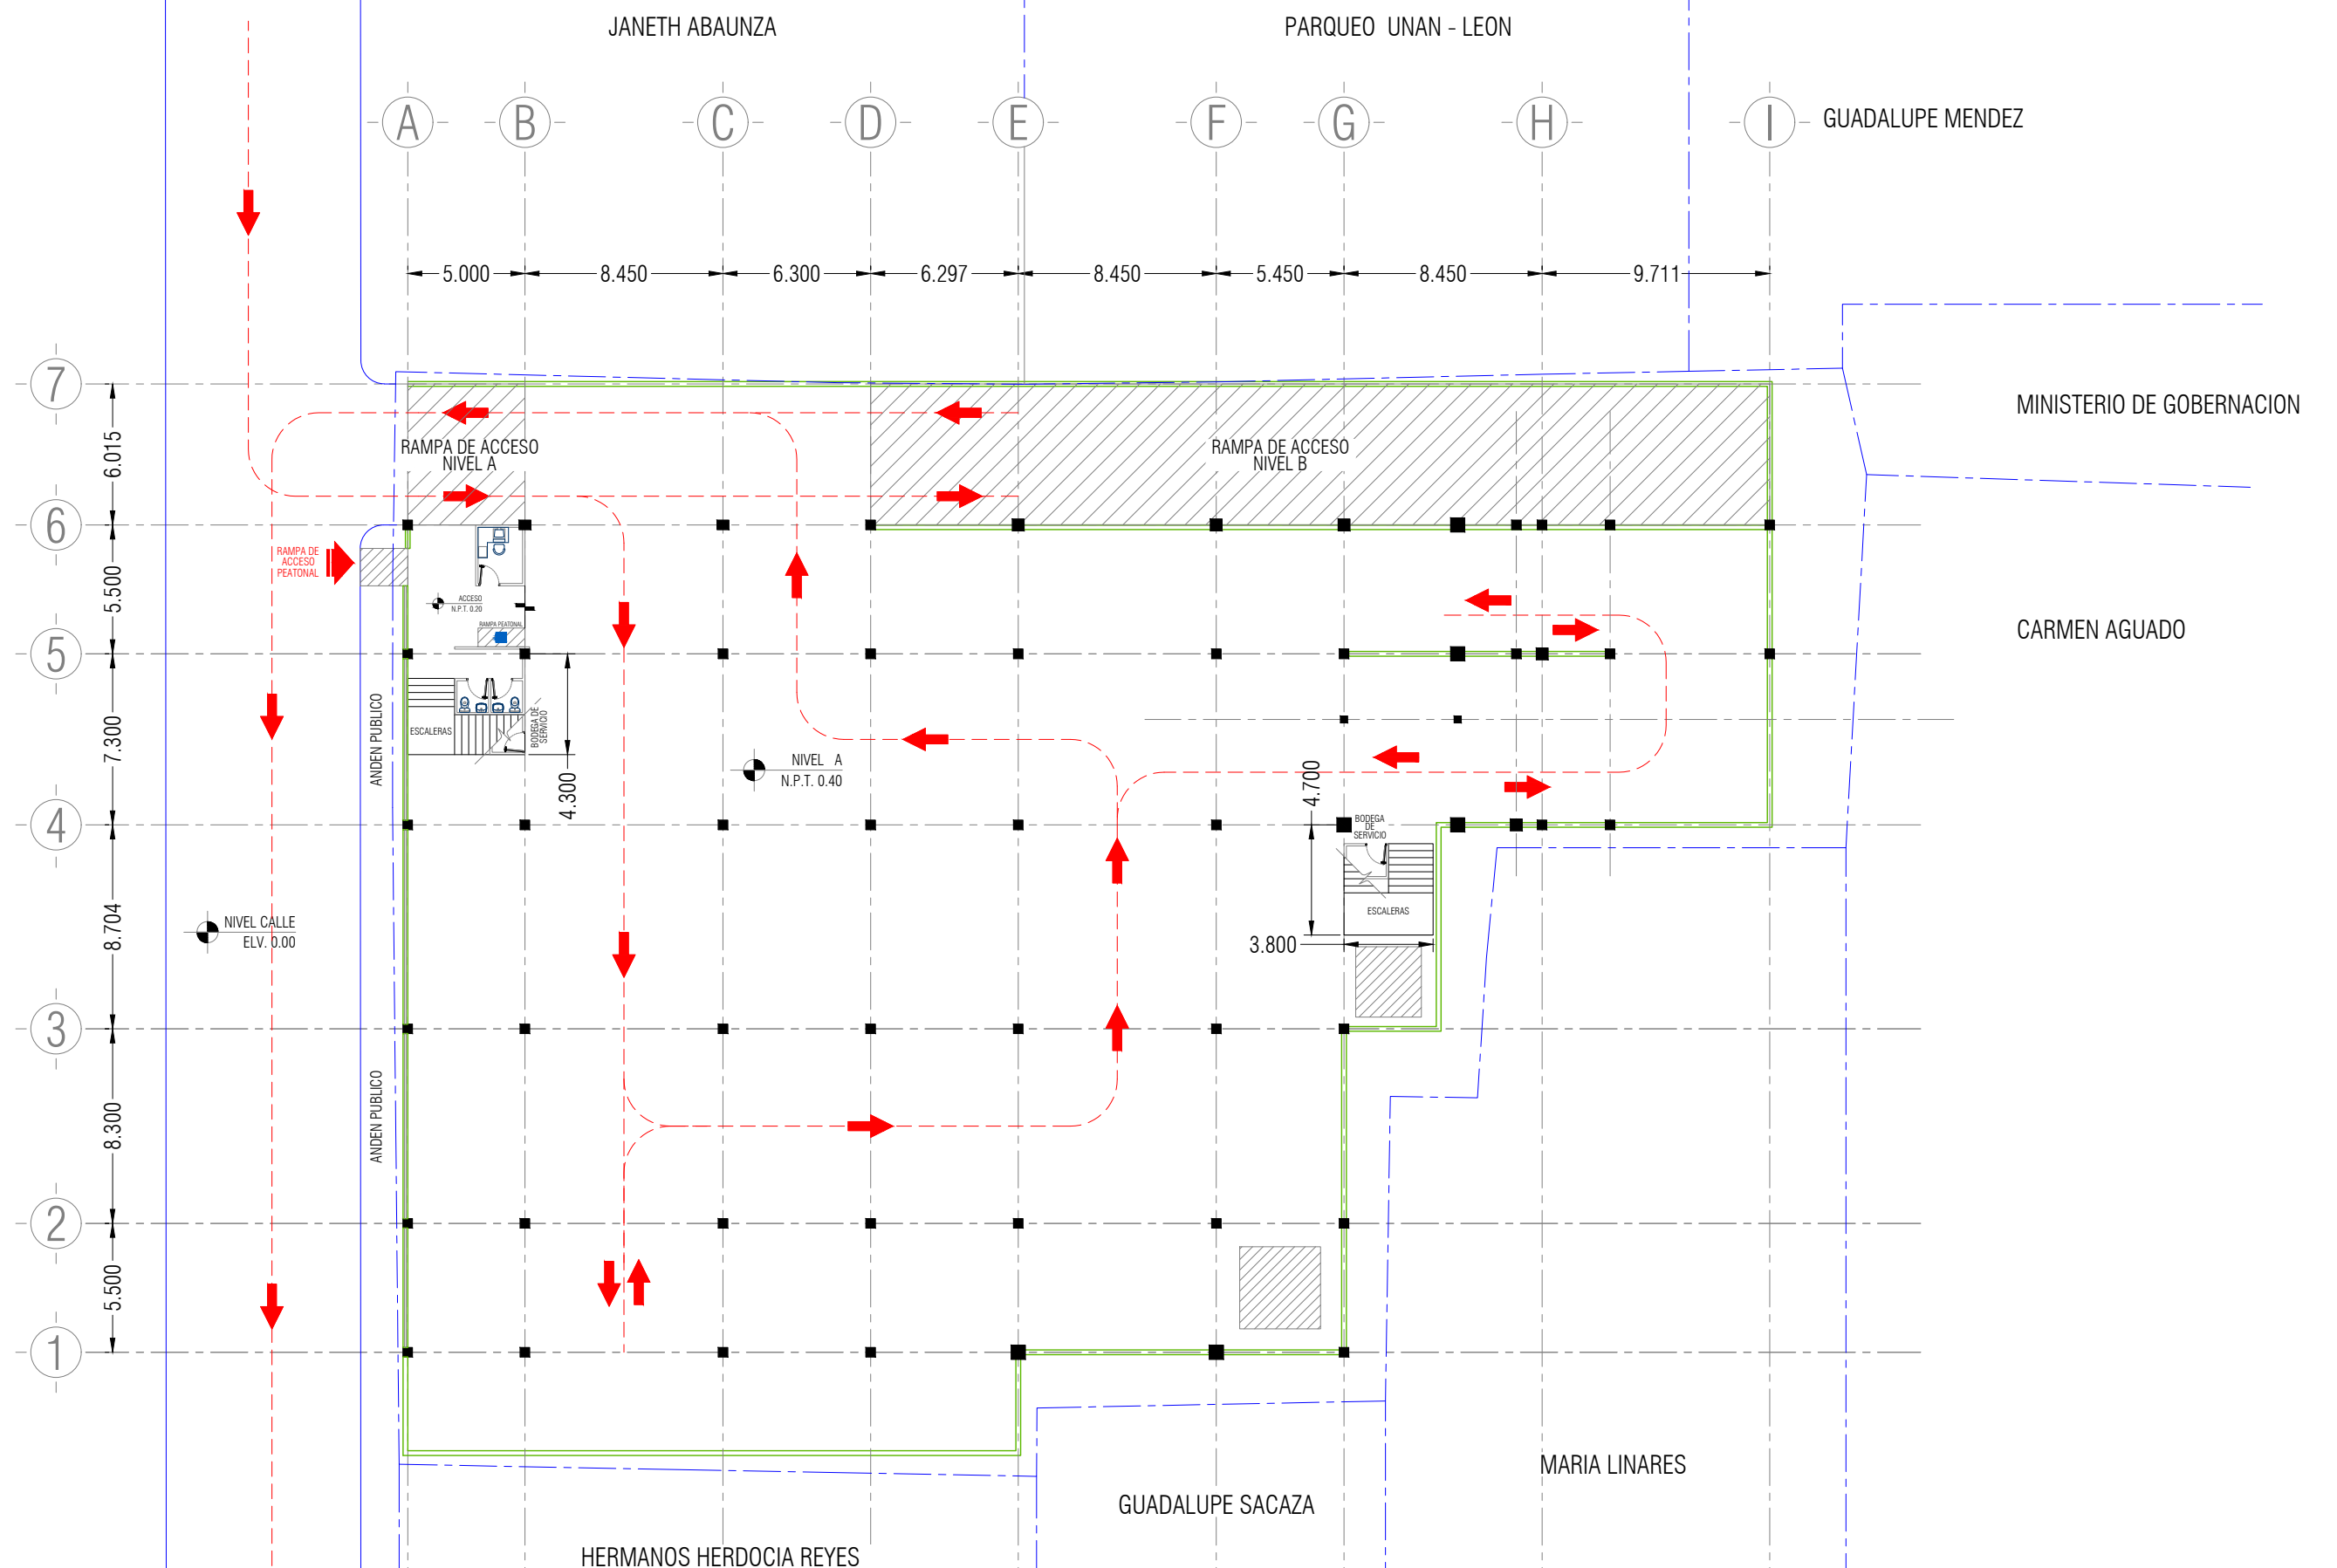 JANETH ABAUNZA
PARQUEO UNAN - LEON
A
B
C
D
E
F
G
H
I
GUADALUPE MENDEZ
5.000
8.450
6.300
6.297
8.450
5.450
8.450
9.711
7
MINISTERIO DE GOBERNACION
6.015
RAMPA DE ACCESO
NIVEL A
RAMPA DE ACCESO
NIVEL B
6
RAMPA DE
ACCESO
PEATONAL
5.500
ACCESO
N.P.T. 0.20
RAMPA PEATONAL
CARMEN AGUADO
5
7.300
ANDEN PUBLICO
ESCALERAS
BODEGA DE
SERVICIO
4.300
NIVEL A
N.P.T. 0.40
4.700
4
BODEGA
DE
SERVICIO
8.704
NIVEL CALLE
ELV. 0.00
ESCALERAS
3.800
3
8.300
ANDEN PUBLICO
2
5.500
1
MARIA LINARES
GUADALUPE SACAZA
HERMANOS HERDOCIA REYES